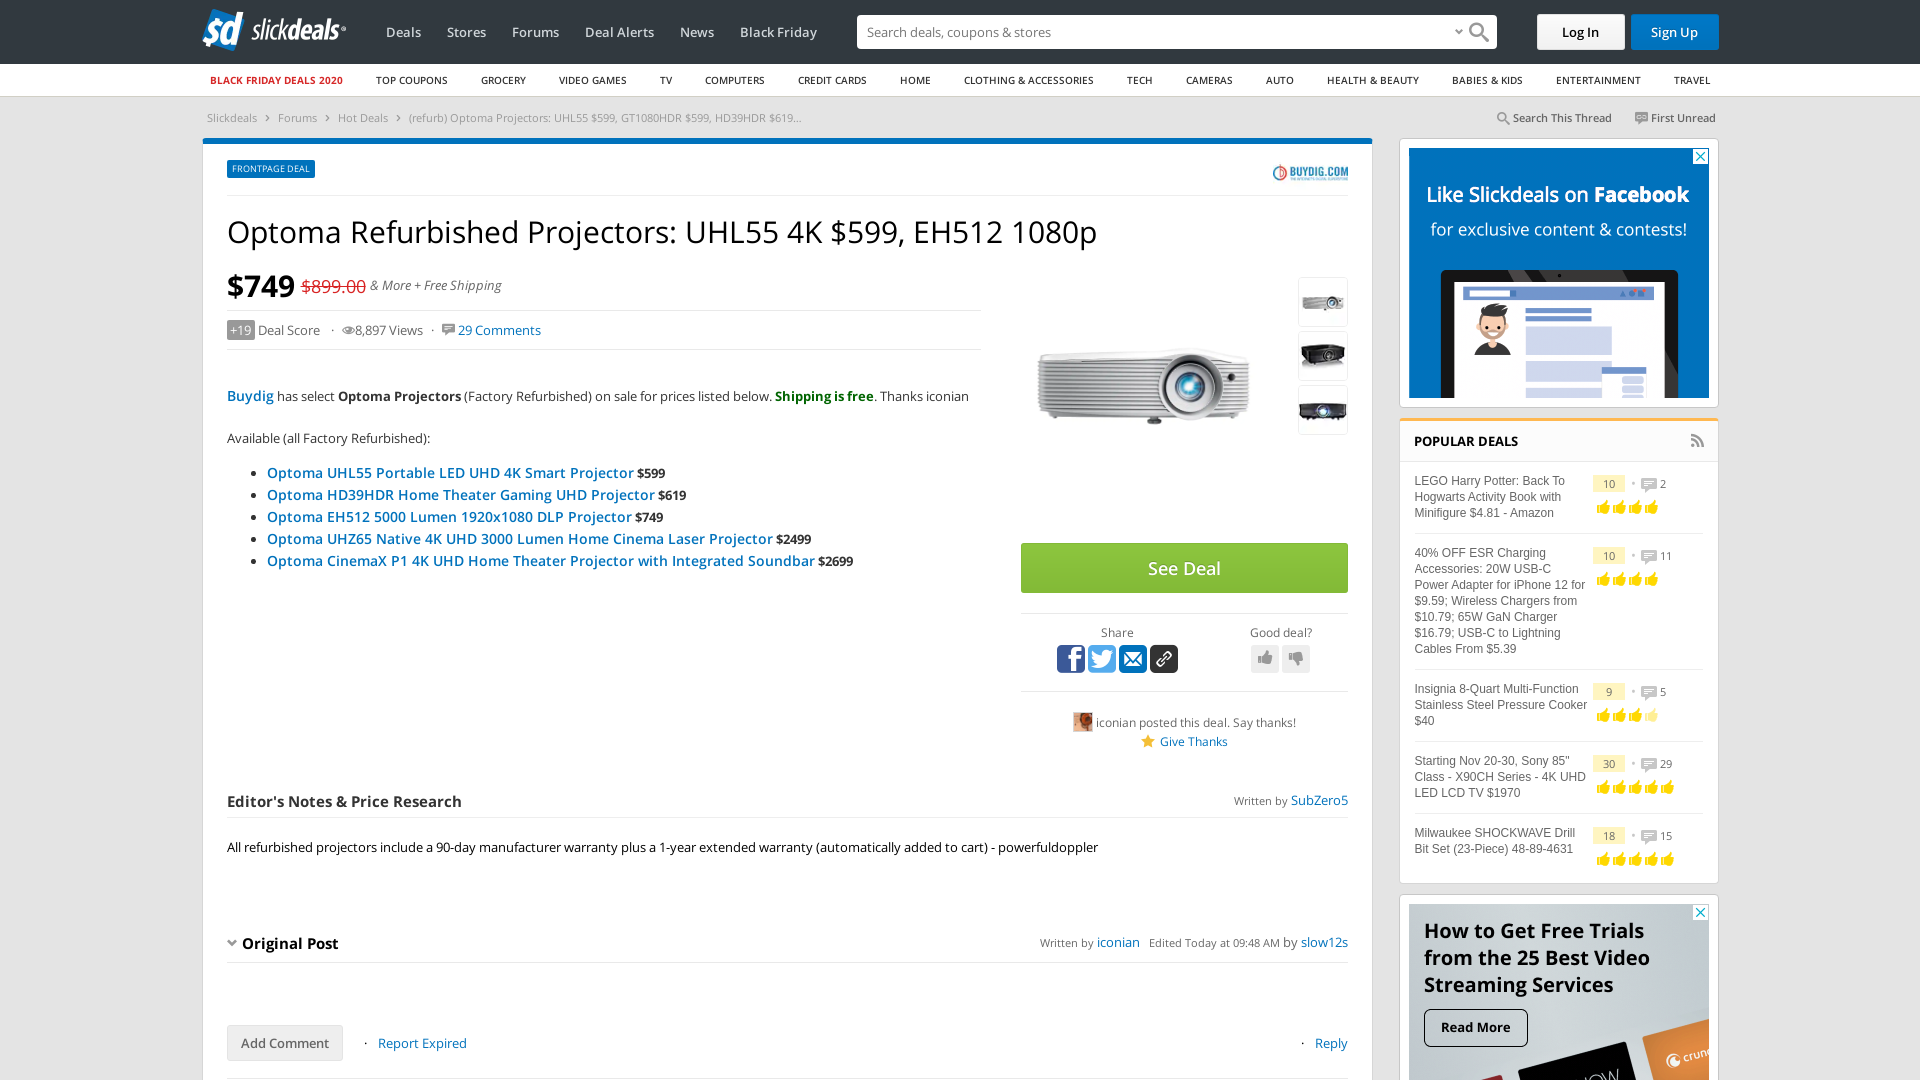 sd slickdeals
Deals Stores Forums Deal Alerts News Black Friday
Search deals, coupons & stores
Log In Sign Up
BLACK FRIDAY DEALS 2020 TOP COUPONS GROCERY VIDEO GAMES TV COMPUTERS CREDIT CARDS HOME CLOTHING & ACCESSORIES TECH CAMERAS AUTO HEALTH & BEAUTY BABIES & KIDS ENTERTAINMENT TRAVEL
Slickdeals › Forums › Hot Deals › (refurb) Optoma Projectors: UHL55 $599, GT1080HDR $599, HD39HDR $619...
Search This Thread First Unread
FRONTPAGE DEAL
BUYDIG.COM
Optoma Refurbished Projectors: UHL55 4K $599, EH512 1080p
$749 $899.00 & More + Free Shipping
+19 Deal Score · 8,897 Views · 29 Comments
Buydig has select Optoma Projectors (Factory Refurbished) on sale for prices listed below. Shipping is free. Thanks iconian
Available (all Factory Refurbished):
• Optoma UHL55 Portable LED UHD 4K Smart Projector $599
• Optoma HD39HDR Home Theater Gaming UHD Projector $619
• Optoma EH512 5000 Lumen 1920x1080 DLP Projector $749
• Optoma UHZ65 Native 4K UHD 3000 Lumen Home Cinema Laser Projector $2499
• Optoma CinemaX P1 4K UHD Home Theater Projector with Integrated Soundbar $2699
See Deal
Share Good deal?
iconian posted this deal. Say thanks!
Give Thanks
Editor's Notes & Price Research
Written by SubZero5
All refurbished projectors include a 90-day manufacturer warranty plus a 1-year extended warranty (automatically added to cart) - powerfuldoppler
Original Post
Written by iconian Edited Today at 09:48 AM by slow12s
Add Comment · Report Expired
· Reply
Like Slickdeals on Facebook
for exclusive content & contests!
POPULAR DEALS
LEGO Harry Potter: Back To
Hogwarts Activity Book with
Minifigure $4.81 - Amazon
10 • 2
40% OFF ESR Charging
Accessories: 20W USB-C
Power Adapter for iPhone 12 for
$9.59; Wireless Chargers from
$10.79; 65W GaN Charger
$16.79; USB-C to Lightning
Cables From $5.39
10 • 11
Insignia 8-Quart Multi-Function
Stainless Steel Pressure Cooker
$40
9 • 5
Starting Nov 20-30, Sony 85"
Class - X90CH Series - 4K UHD
LED LCD TV $1970
30 • 29
Milwaukee SHOCKWAVE Drill
Bit Set (23-Piece) 48-89-4631
18 • 15
How to Get Free Trials
from the 25 Best Video
Streaming Services
Read More